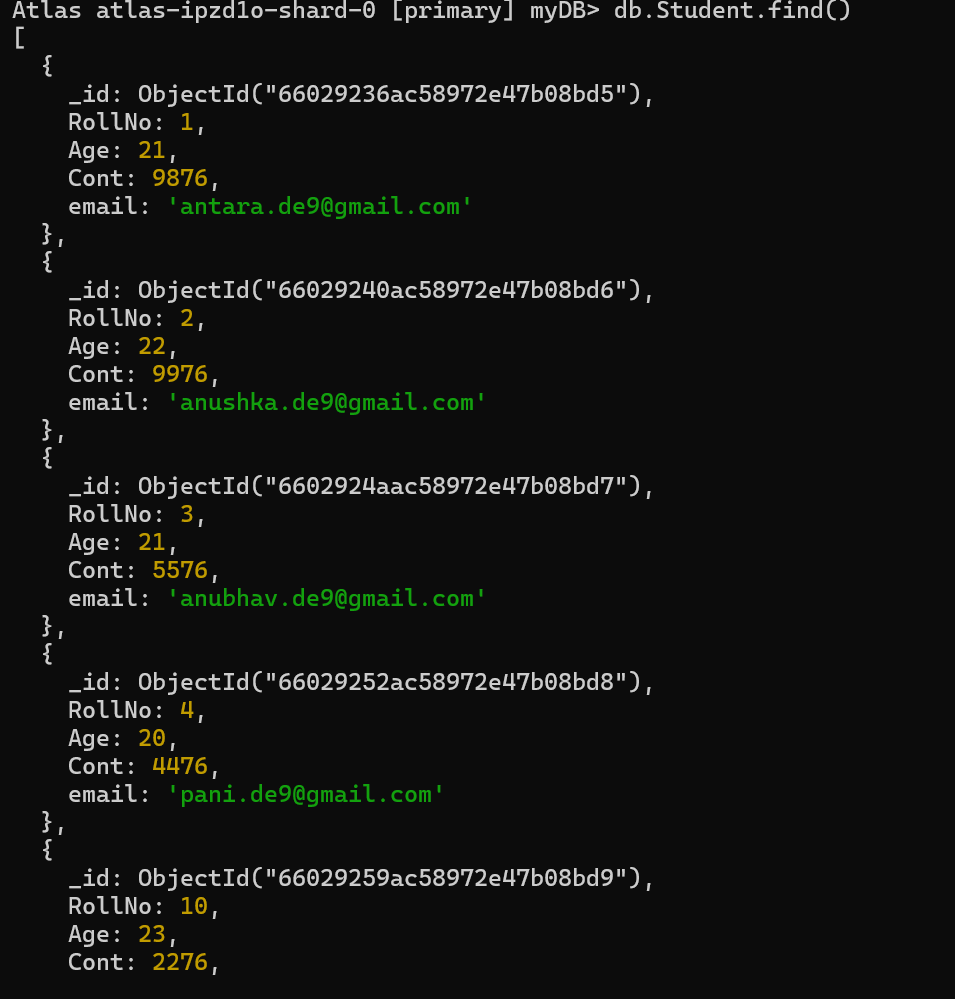 Atlas atlas-ipzd1o-shard-0 [primary] myDB> db.Student.find()
[
  {
    _id: ObjectId("66029236ac58972e47b08bd5"),
    RollNo: 1,
    Age: 21,
    Cont: 9876,
    email: 'antara.de9@gmail.com'
  },
  {
    _id: ObjectId("66029240ac58972e47b08bd6"),
    RollNo: 2,
    Age: 22,
    Cont: 9976,
    email: 'anushka.de9@gmail.com'
  },
  {
    _id: ObjectId("6602924aac58972e47b08bd7"),
    RollNo: 3,
    Age: 21,
    Cont: 5576,
    email: 'anubhav.de9@gmail.com'
  },
  {
    _id: ObjectId("66029252ac58972e47b08bd8"),
    RollNo: 4,
    Age: 20,
    Cont: 4476,
    email: 'pani.de9@gmail.com'
  },
  {
    _id: ObjectId("66029259ac58972e47b08bd9"),
    RollNo: 10,
    Age: 23,
    Cont: 2276,